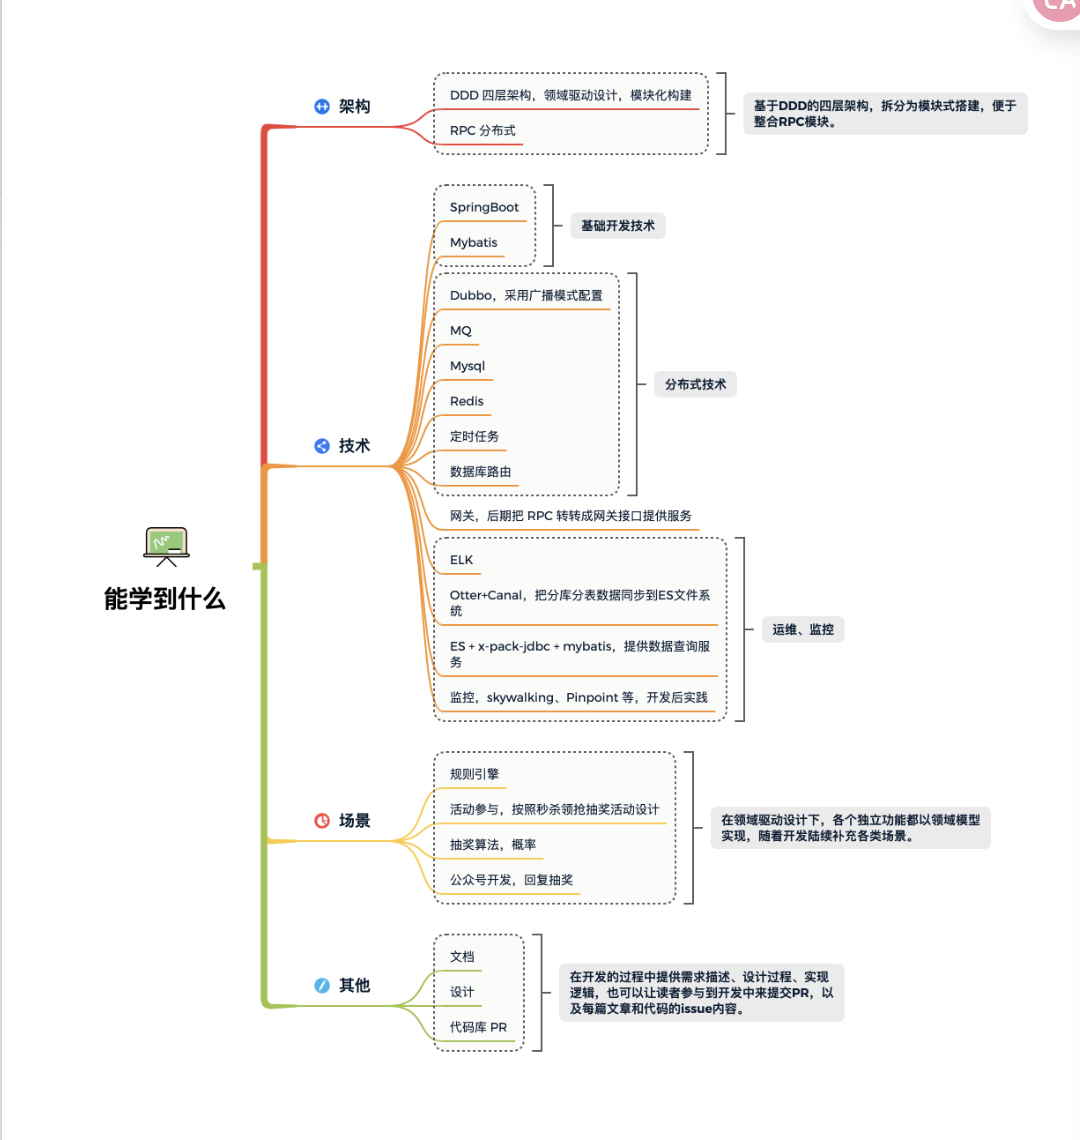 架构
DDD 四层架构，领域驱动设计，模块化构建
RPC 分布式
基于DDD的四层架构，拆分为模块式搭建，便于
整合RPC模块。
技术
SpringBoot
Mybatis
基础开发技术
Dubbo，采用广播模式配置
MQ
Mysql
Redis
定时任务
数据库路由
分布式技术
网关，后期把 RPC 转转成网关接口提供服务
ELK
Otter+Canal，把分库分表数据同步到ES文件系
统
ES + x-pack-jdbc + mybatis，提供数据查询服
务
监控，skywalking、Pinpoint 等，开发后实践
运维、监控
能学到什么
场景
规则引擎
活动参与，按照秒杀领抢抽奖活动设计
抽奖算法，概率
公众号开发，回复抽奖
在领域驱动设计下，各个独立功能都以领域模型
实现，随着开发陆续补充各类场景。
其他
文档
设计
代码库 PR
在开发的过程中提供需求描述、设计过程、实现
逻辑，也可以让读者参与到开发中来提交PR，以
及每篇文章和代码的issue内容。